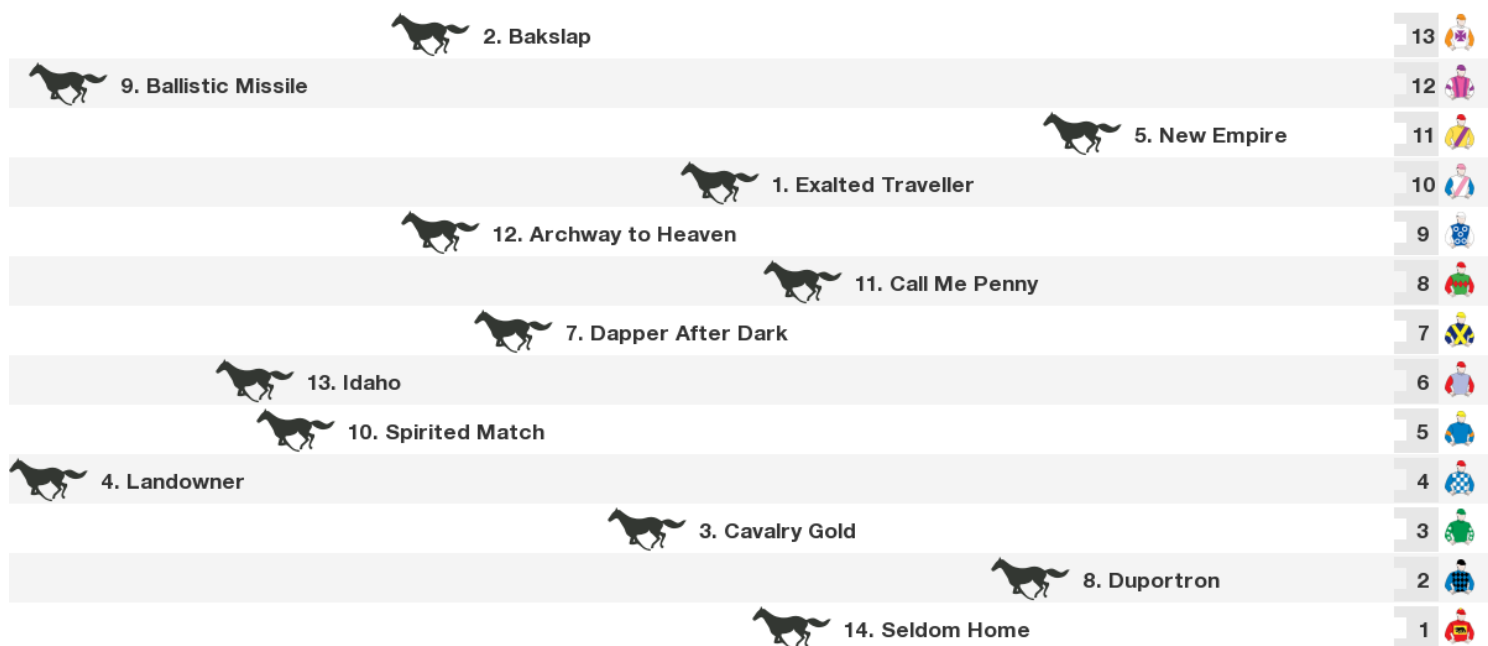 2. Bakslap 13
9. Ballistic Missile 12
5. New Empire 11
1. Exalted Traveller 10
12. Archway to Heaven 9
11. Call Me Penny 8
7. Dapper After Dark 7
13. Idaho 6
10. Spirited Match 5
4. Landowner 4
3. Cavalry Gold 3
8. Duportron 2
14. Seldom Home 1